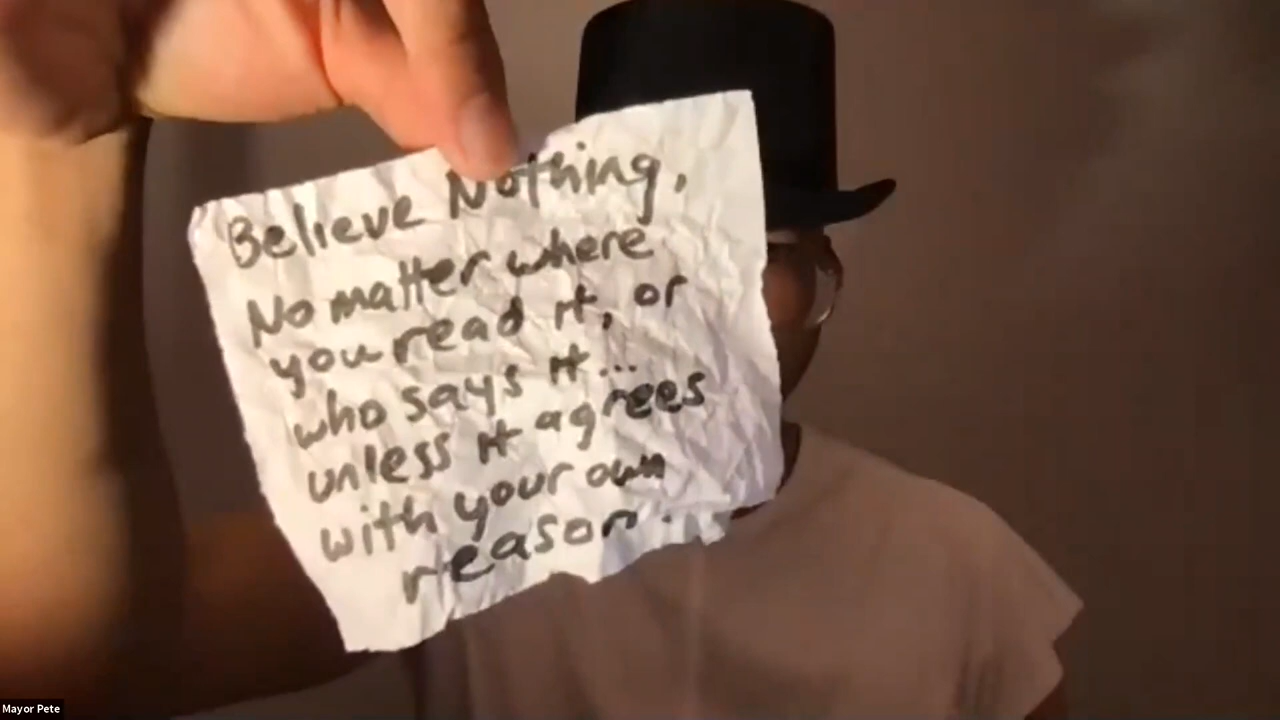 Believe Nothing,
No matter where
you read it, or
who says it...
unless it agrees
with your own
reason.
Mayor Pete